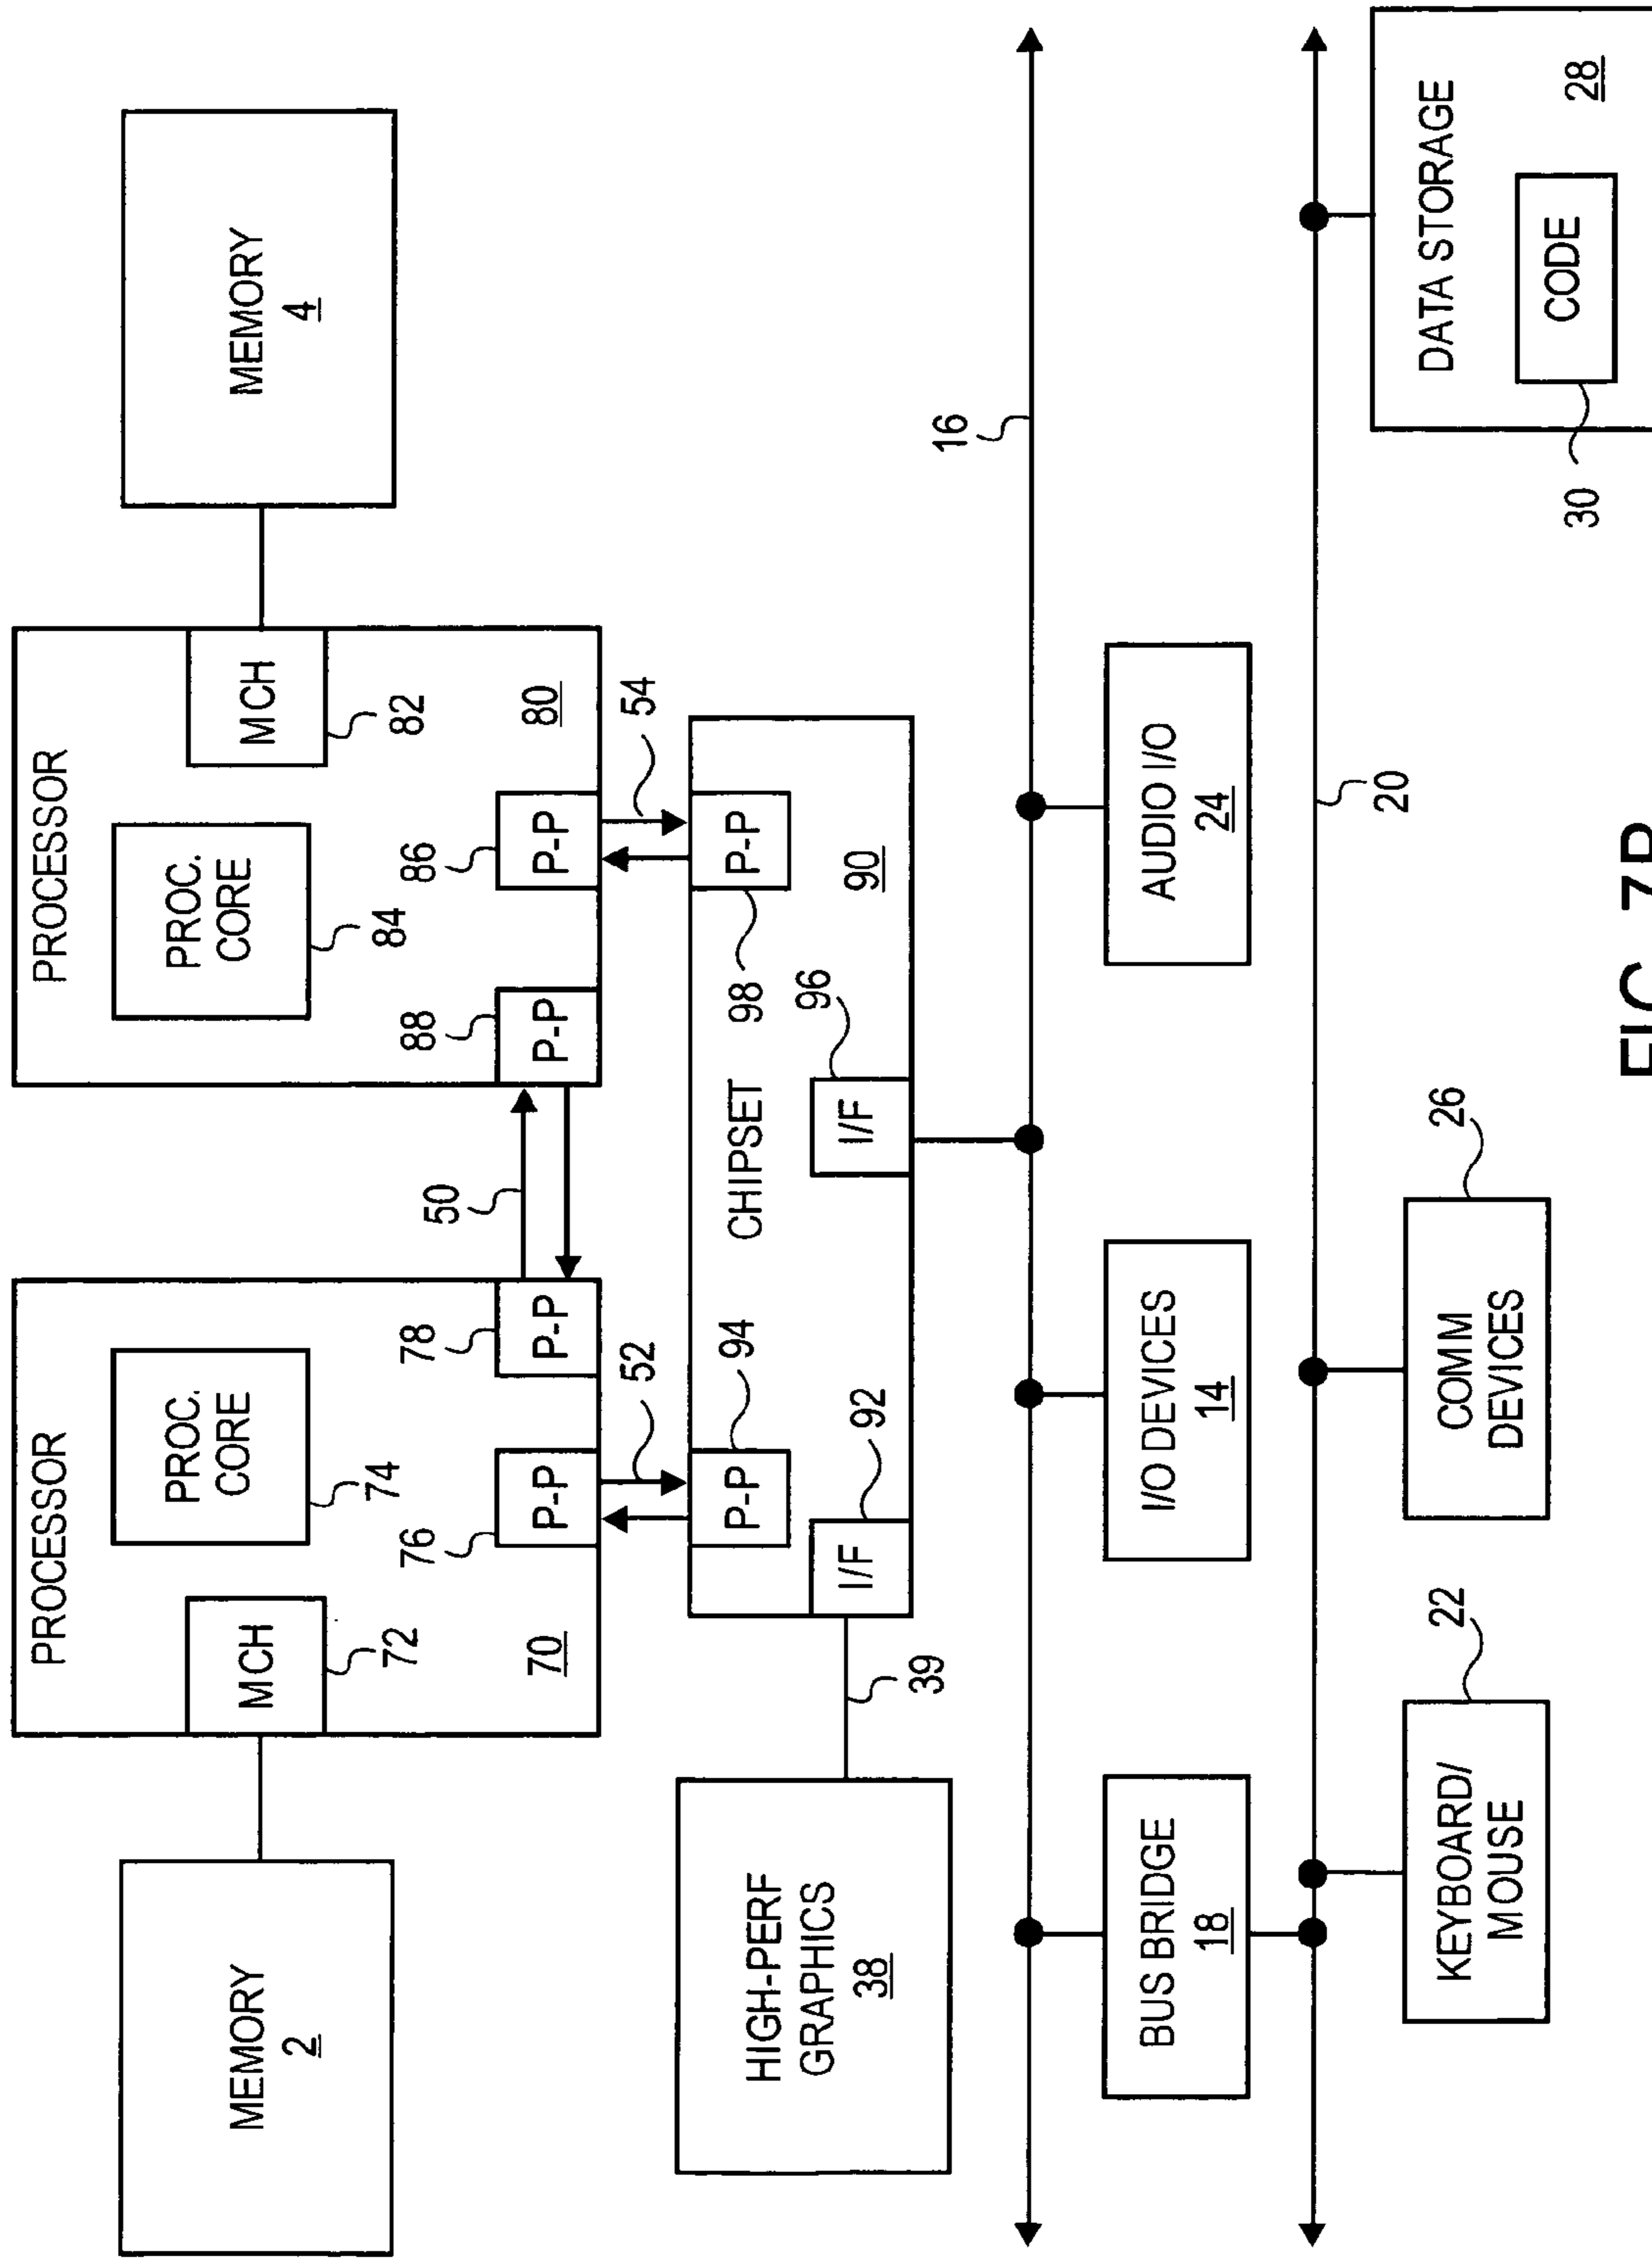 PROCESSOR
PROCESSOR
MEMORY
2
MCH
72
PROC.
CORE
74
70
76
P-P
78
P-P
50
88
P-P
PROC.
CORE
84
86
P-P
MCH
82
80
MEMORY
4
52
54
HIGH-PERF
GRAPHICS
38
39
I/F
92
P-P
94
CHIPSET
I/F
96
P-P
98
90
16
BUS BRIDGE
18
I/O DEVICES
14
AUDIO I/O
24
20
KEYBOARD/
MOUSE
22
COMM
DEVICES
26
DATA STORAGE
CODE
28
30
FIG. 7B